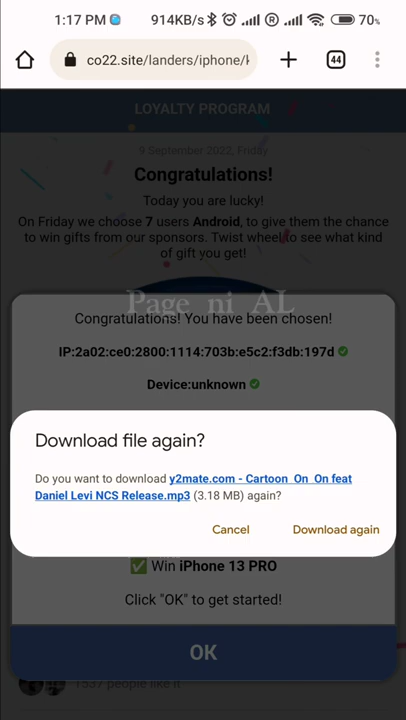 1:17 PM
914KB/s
70%
co22.site/landers/iphone/
44
LOYALTY PROGRAM
9 September 2022, Friday
Congratulations!
Today you are lucky!
On Friday we choose 7 users Android, to give them the chance
to win gifts from our sponsors. Twist wheel to see what kind
of gift you get!
Page ni AL
Congratulations! You have been chosen!
IP:2a02:ce0:2800:1114:703b:e5c2:f3db:197d
Device:unknown
Download file again?
Do you want to download y2mate.com - Cartoon On On feat
Daniel Levi NCS Release.mp3 (3.18 MB) again?
Cancel
Download again
Win iPhone 13 PRO
Click "OK" to get started!
OK
1537 people like it